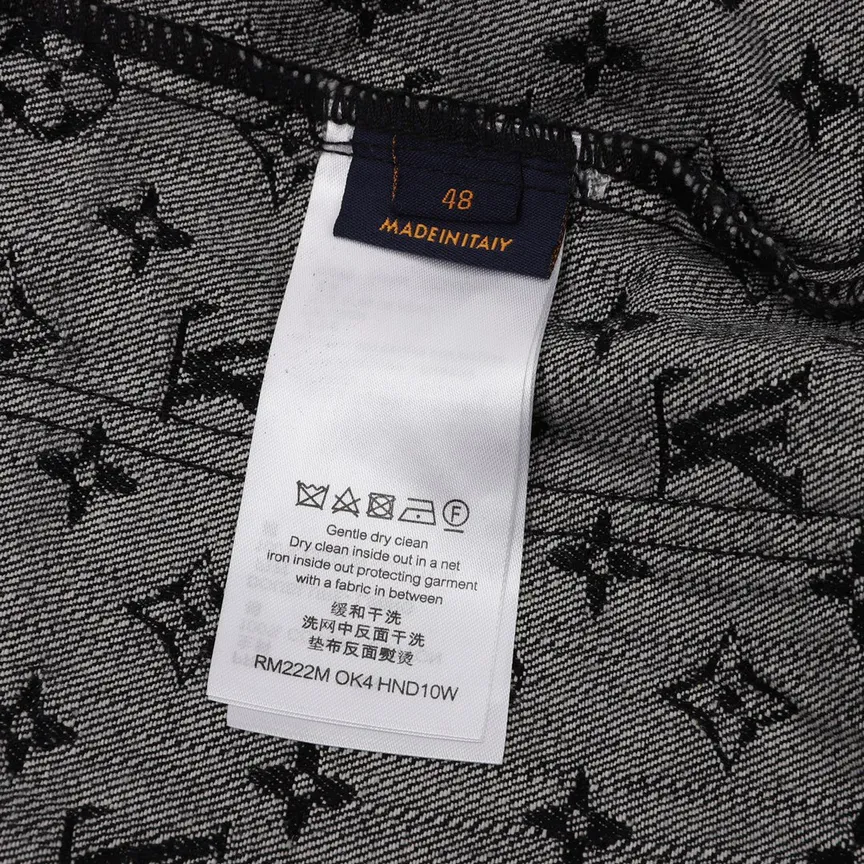 48
MADEINITAIY
F
Gentle dry clean
Dry clean inside out in a net
iron inside out protecting garment
with a fabric in between
缓和干洗
洗网中反面干洗
垫布反面熨烫
RM222M OK4 HND10W